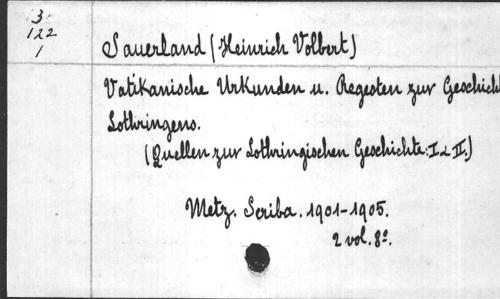 3
122
1
Sauerland (Heinrich Volbert)
Vatikanische Urkunden u. Regesten zur Geschicht
Lothringens.
(Quellen zur Lothringischen Geschichte. I & II.)
Metz. Scriba. 1901-1905.
2 vol. 8º.